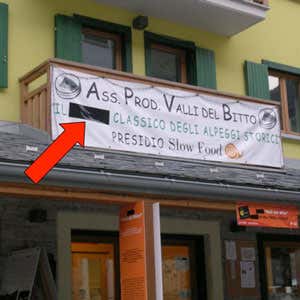 Ass. Prod. Valli del Bitto
IL CLASSICO DEGLI ALPEGGI STORICI
PRESIDIO Slow Food